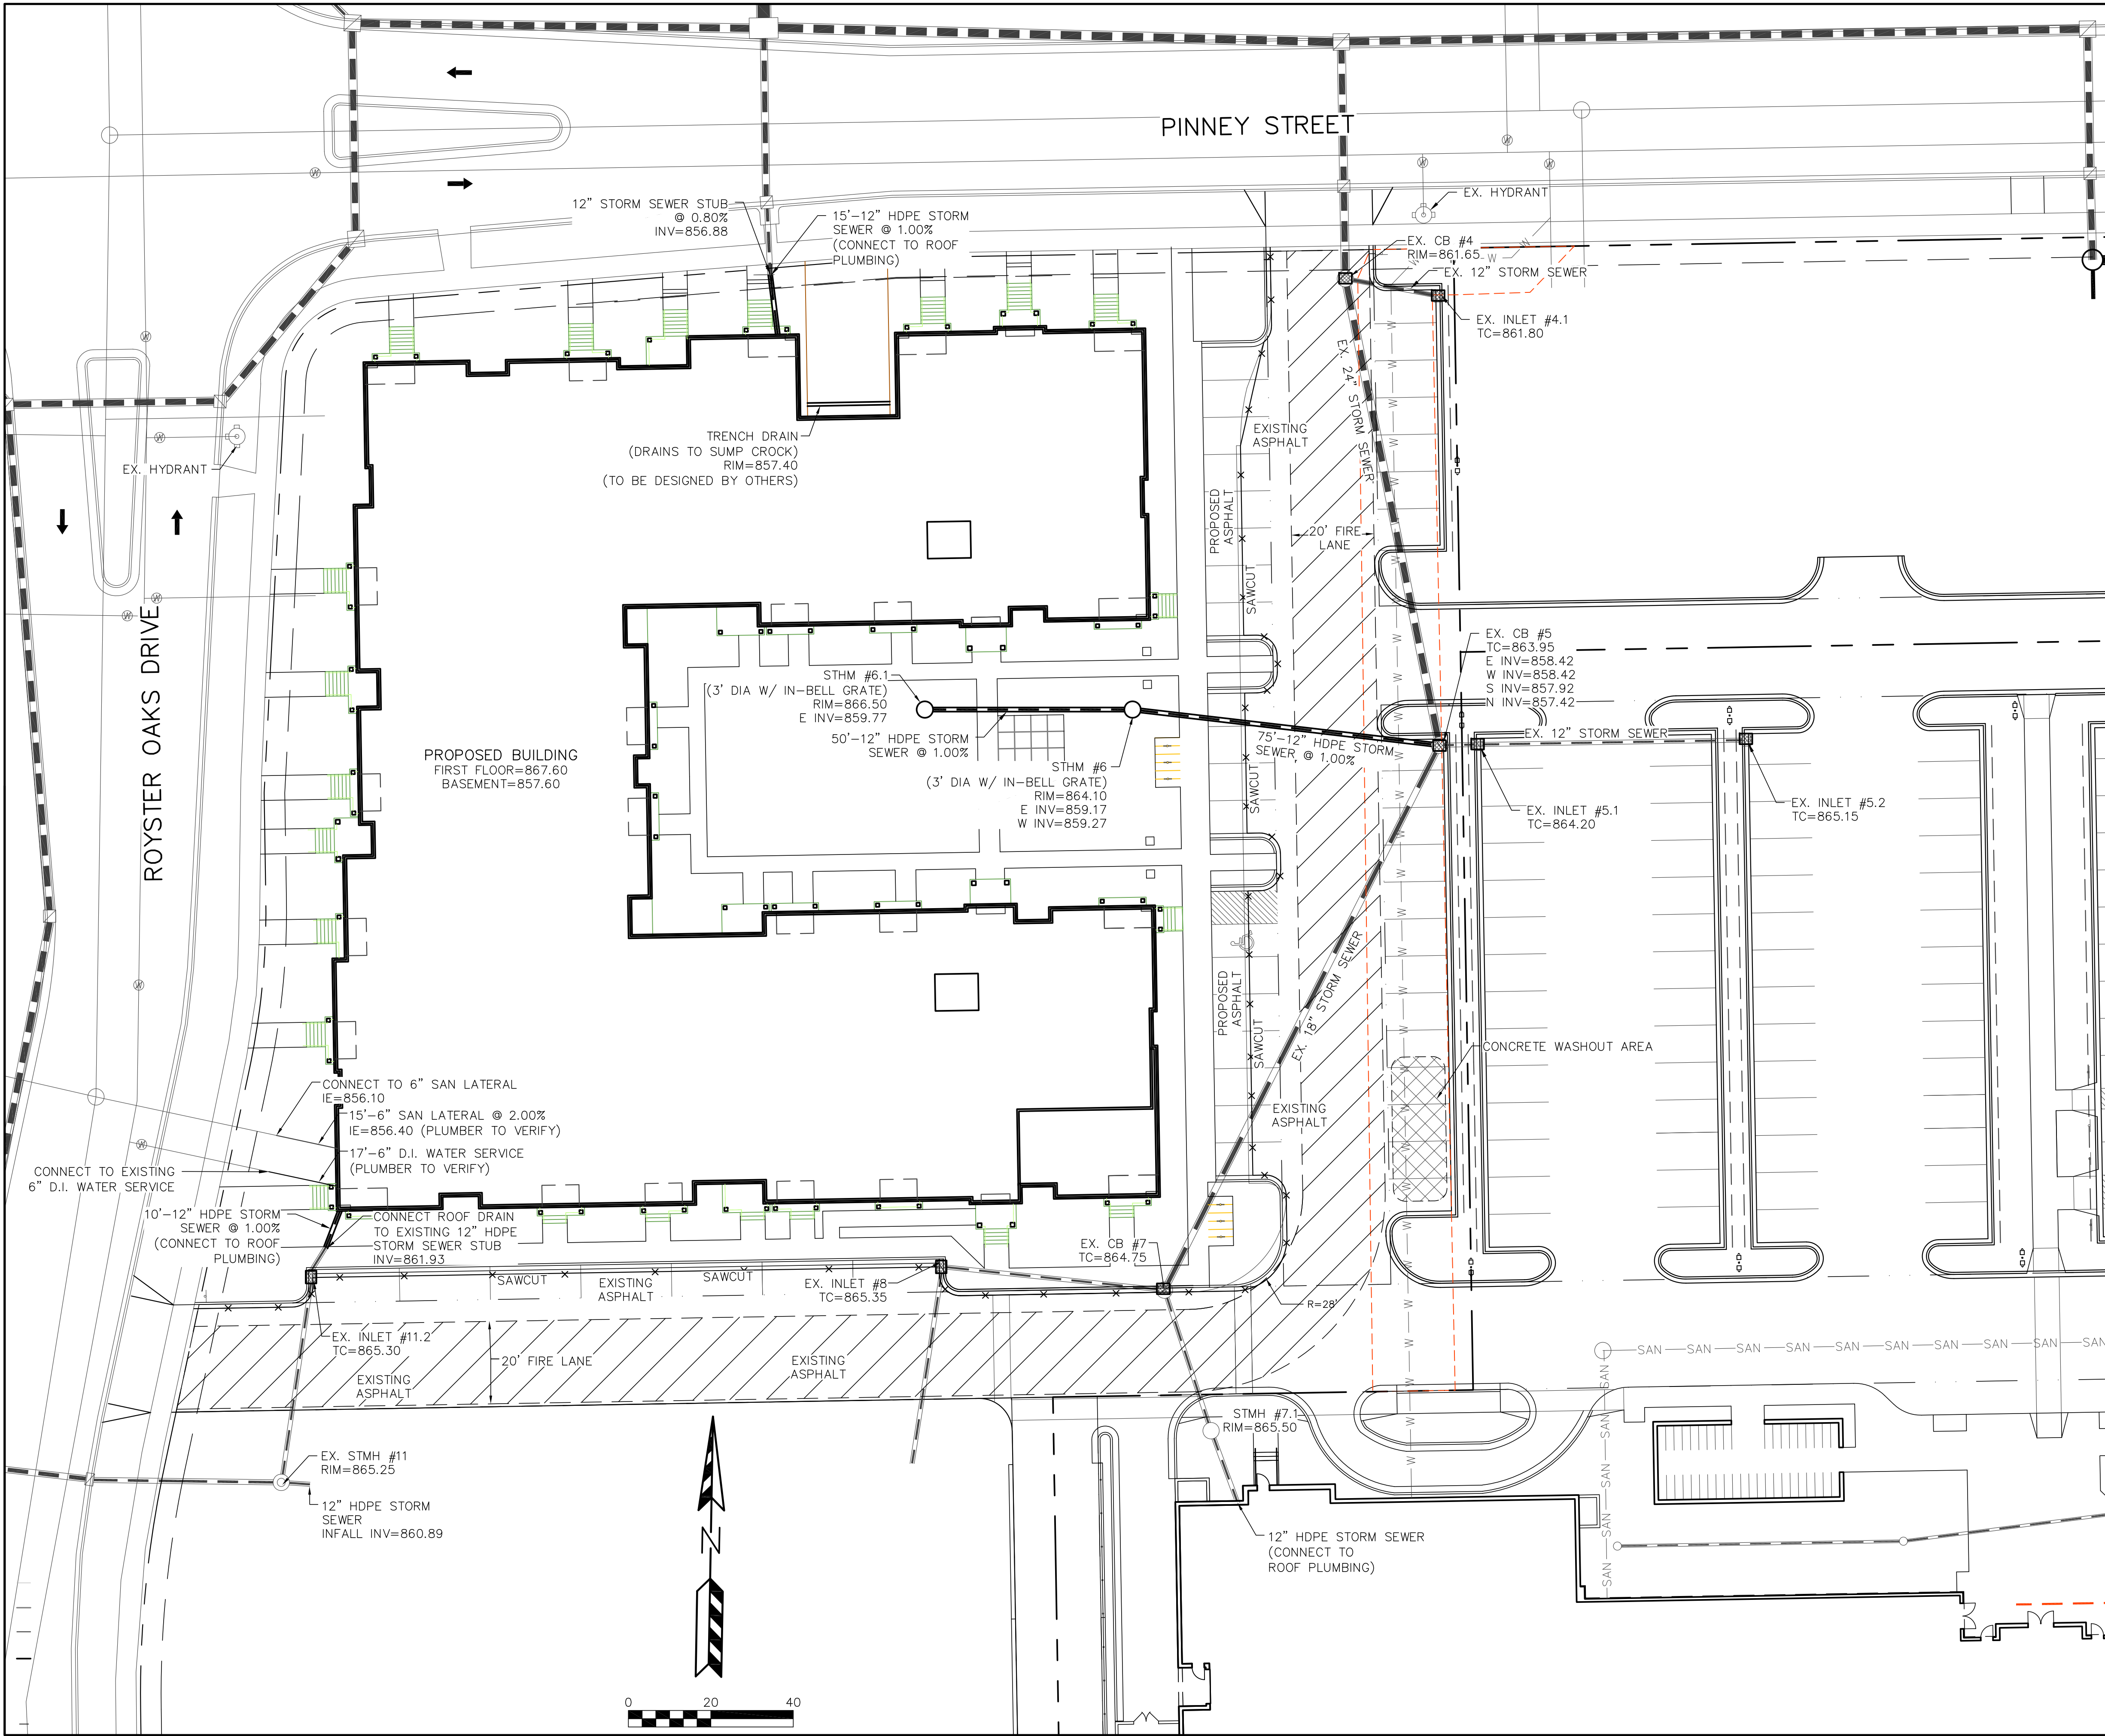 PINNEY STREET
12" STORM SEWER STUB
@ 0.80%
INV=856.88
15'-12" HDPE STORM
SEWER @ 1.00%
(CONNECT TO ROOF
PLUMBING)
EX. HYDRANT
EX. CB #4
RIM=861.65
W
W
W
EX. 12" STORM SEWER
EX. INLET #4.1
TC=861.80
EX. 24" STORM SEWER
EXISTING
ASPHALT
TRENCH DRAIN
(DRAINS TO SUMP CROCK)
RIM=857.40
(TO BE DESIGNED BY OTHERS)
EX. HYDRANT
PROPOSED
ASPHALT
20' FIRE
LANE
SAWCUT
ROYSTER OAKS DRIVE
EX. CB #5
TC=863.95
E INV=858.42
W INV=858.42
S INV=857.92
N INV=857.42
STHM #6.1
(3' DIA W/ IN-BELL GRATE)
RIM=866.50
E INV=859.77
50'-12" HDPE STORM
SEWER @ 1.00%
75'-12" HDPE STORM
SEWER @ 1.00%
EX. 12" STORM SEWER
PROPOSED BUILDING
FIRST FLOOR=867.60
BASEMENT=857.60
STHM #6
(3' DIA W/ IN-BELL GRATE)
RIM=864.10
E INV=859.17
W INV=859.27
SAWCUT
EX. INLET #5.1
TC=864.20
EX. INLET #5.2
TC=865.15
PROPOSED
ASPHALT
SAWCUT
EX. 18" STORM SEWER
CONCRETE WASHOUT AREA
EXISTING
ASPHALT
CONNECT TO 6" SAN LATERAL
IE=856.10
15'-6" SAN LATERAL @ 2.00%
IE=856.40 (PLUMBER TO VERIFY)
17'-6" D.I. WATER SERVICE
(PLUMBER TO VERIFY)
CONNECT TO EXISTING
6" D.I. WATER SERVICE
10'-12" HDPE STORM
SEWER @ 1.00%
(CONNECT TO ROOF
PLUMBING)
CONNECT ROOF DRAIN
TO EXISTING 12" HDPE
STORM SEWER STUB
INV=861.93
SAWCUT
EXISTING
ASPHALT
SAWCUT
EX. INLET #8
TC=865.35
EX. CB #7
TC=864.75
R=28'
EX. INLET #11.2
TC=865.30
20' FIRE LANE
EXISTING
ASPHALT
EXISTING
ASPHALT
SAN SAN SAN SAN SAN SAN SAN SAN SAN SAN
SAN
SAN
SAN
SAN
SAN
STMH #7.1
RIM=865.50
EX. STMH #11
RIM=865.25
12" HDPE STORM
SEWER
INFALL INV=860.89
N
12" HDPE STORM SEWER
(CONNECT TO
ROOF PLUMBING)
0 20 40